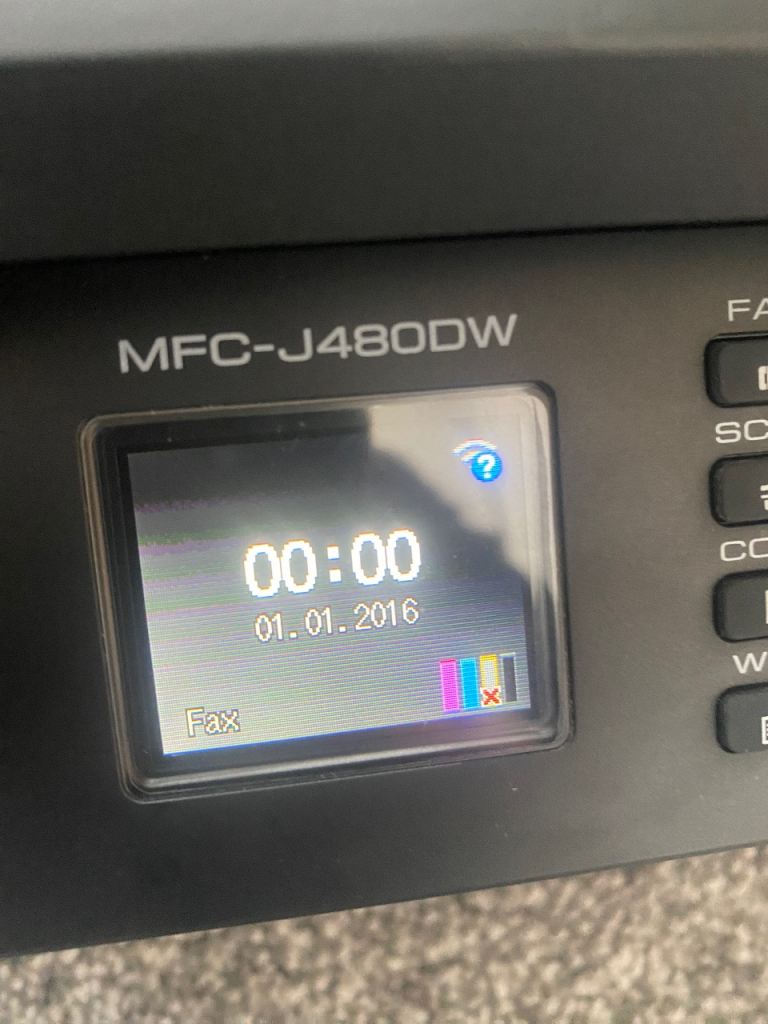 MFC-J480DW
FA
SC
CO
W
?
00:00
01.01.2016
Fax